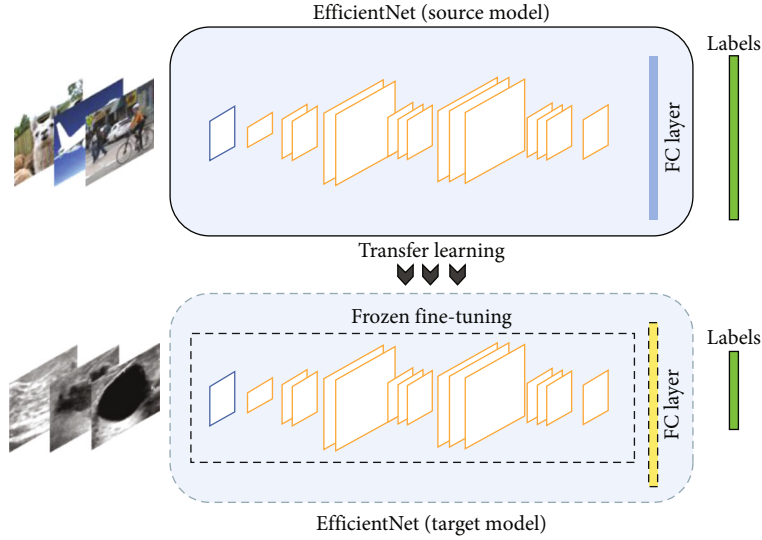 EfficientNet (source model)
Labels
FC layer
Transfer learning
Frozen fine-tuning
Labels
FC layer
EfficientNet (target model)